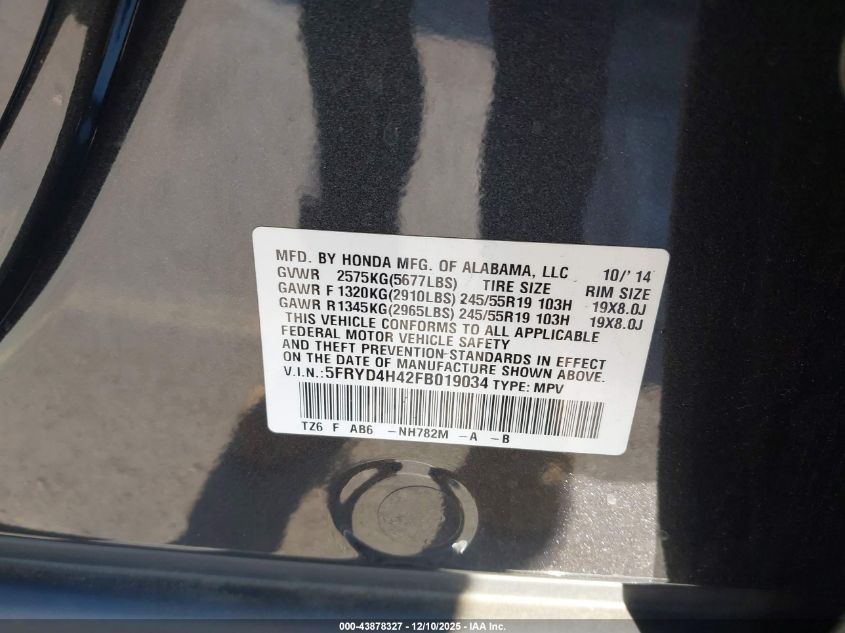 MFD. BY HONDA MFG. OF ALABAMA, LLC 10/' 14
GVWR 2575KG(5677LBS) TIRE SIZE RIM SIZE
GAWR F 1320KG(2910LBS) 245/55R19 103H 19X8.0J
GAWR R1345KG(2965LBS) 245/55R19 103H 19X8.0J
THIS VEHICLE CONFORMS TO ALL APPLICABLE
FEDERAL MOTOR VEHICLE SAFETY
AND THEFT PREVENTION STANDARDS IN EFFECT
ON THE DATE OF MANUFACTURE SHOWN ABOVE.
V.I.N.:5FRYD4H42FB019034 TYPE: MPV
TZ6 F AB6 -NH782M -A -B
000-43878327 - 12/10/2025 - IAA Inc.